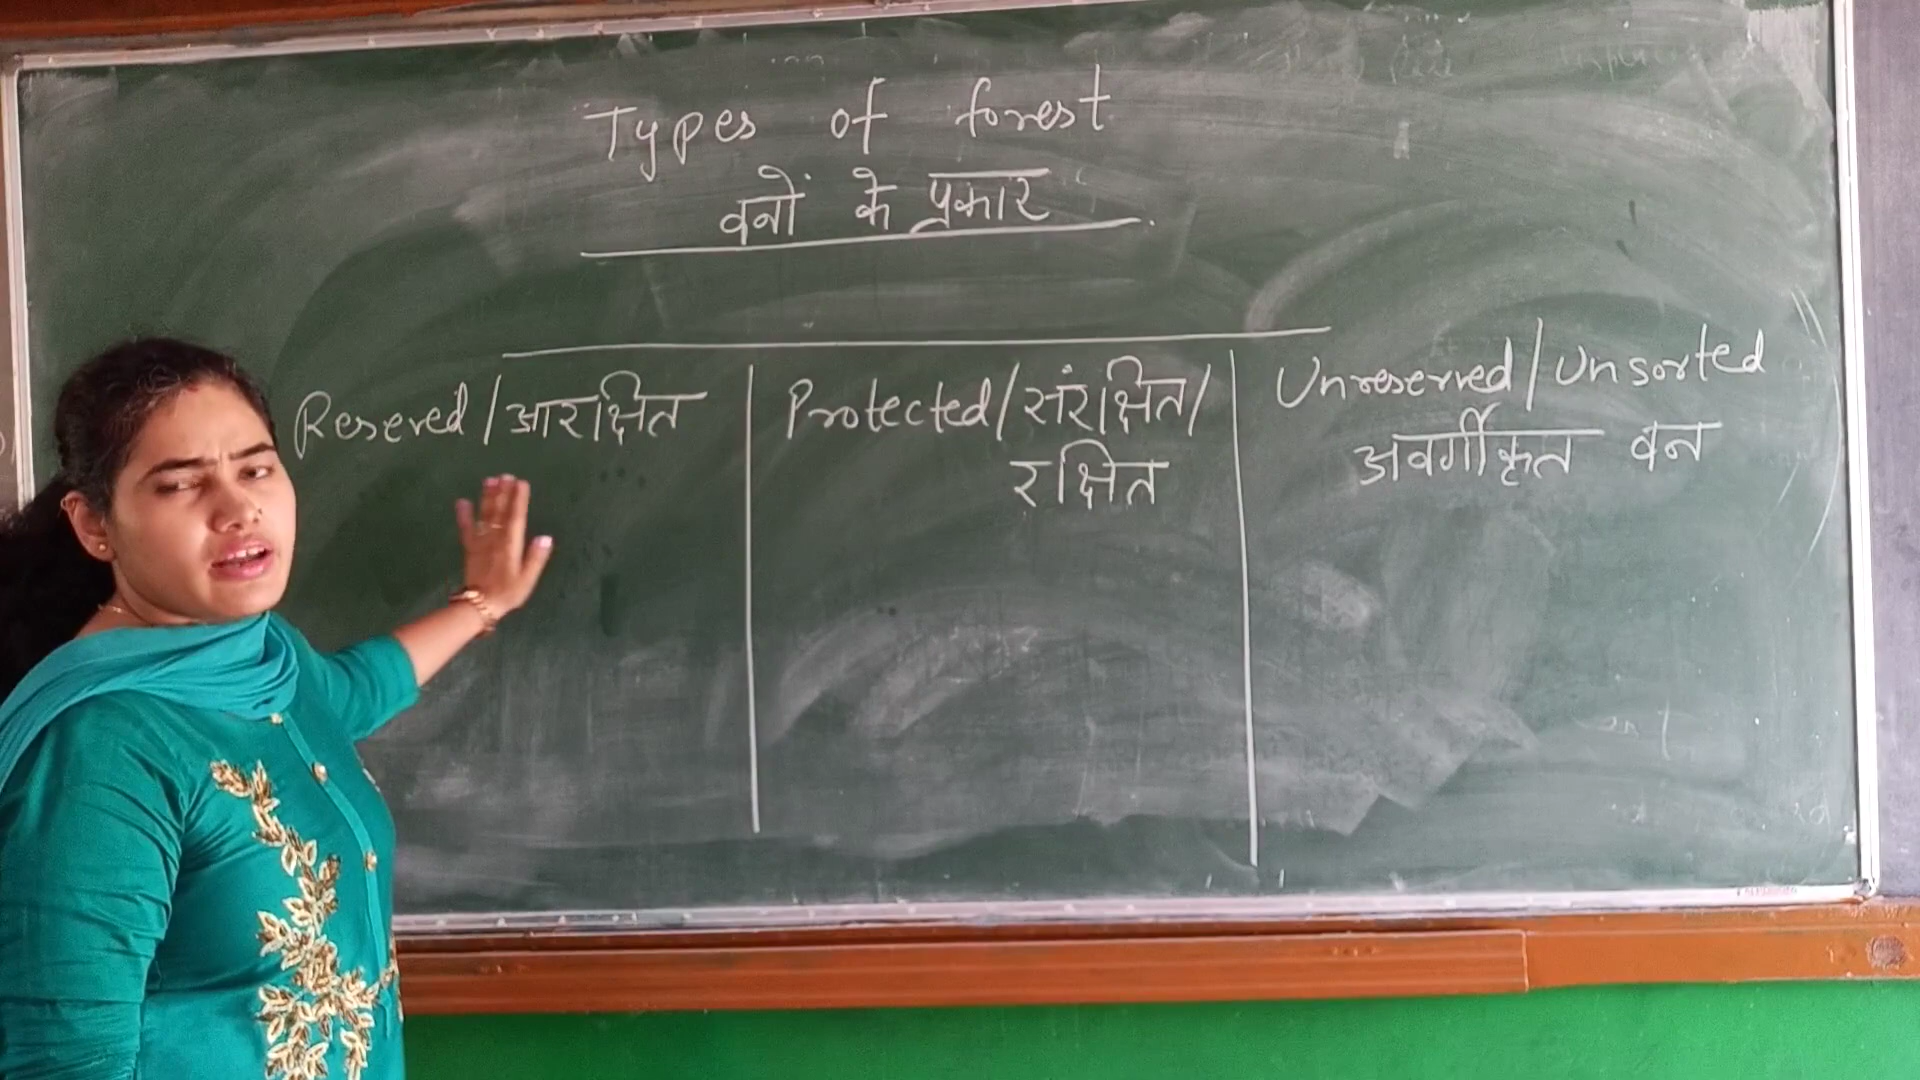 Types of forest
वनों के प्रकार
Resered/आरक्षित
Protected/संरक्षित/
रक्षित
Unreserved/Unsorted
अवर्गीकृत वन